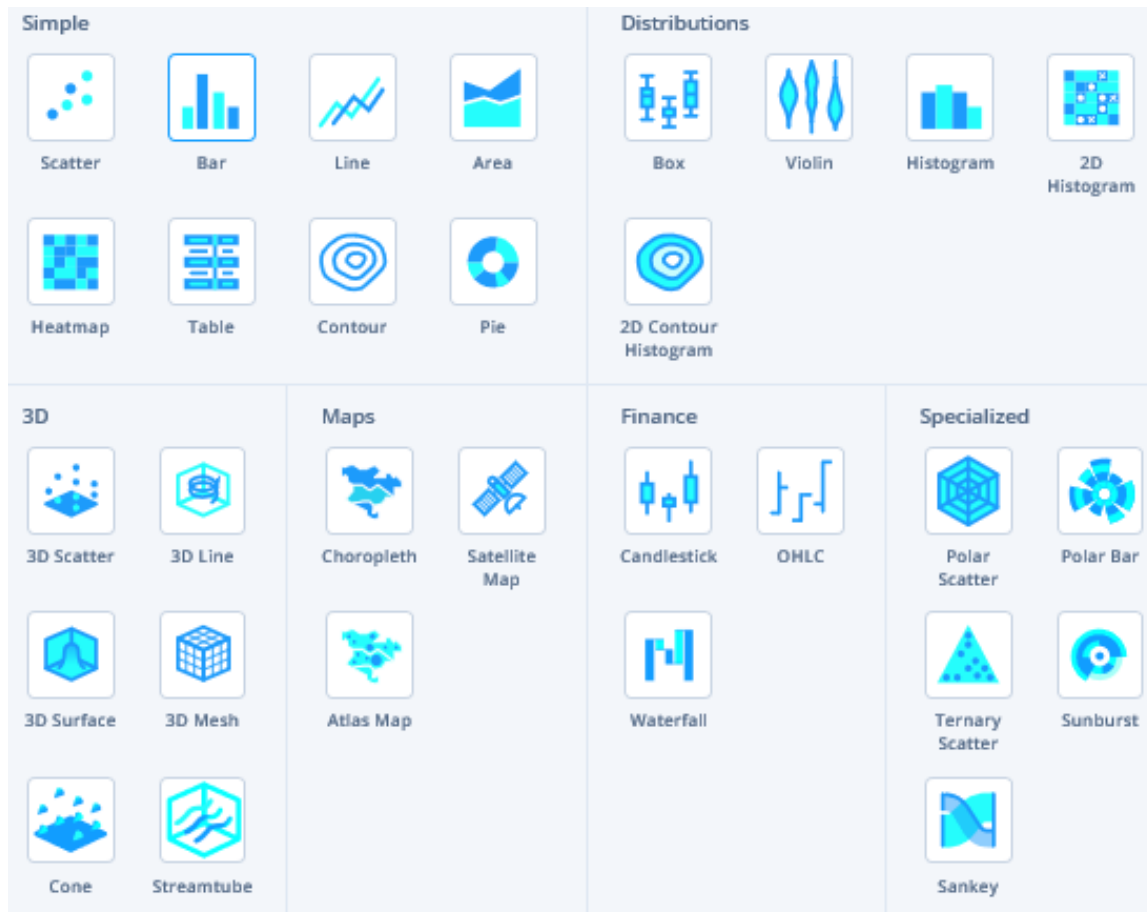 Simple
Scatter
Bar
Line
Area
Heatmap
Table
Contour
Pie
Distributions
Box
Violin
Histogram
2D
Histogram
2D Contour
Histogram
3D
3D Scatter
3D Line
3D Surface
3D Mesh
Cone
Streamtube
Maps
Choropleth
Satellite
Map
Atlas Map
Finance
Candlestick
OHLC
Waterfall
Specialized
Polar
Scatter
Polar Bar
Ternary
Scatter
Sunburst
Sankey